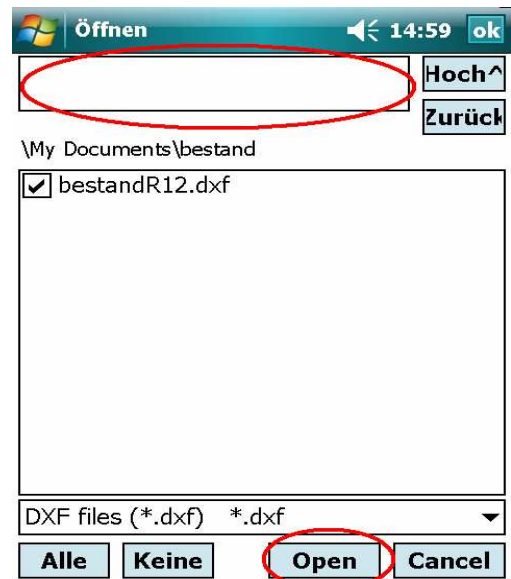 Öffnen 14:59 ok
Hoch^
Zurück
\My Documents\bestand
bestandR12.dxf
DXF files (*.dxf) *.dxf
Alle Keine Open Cancel